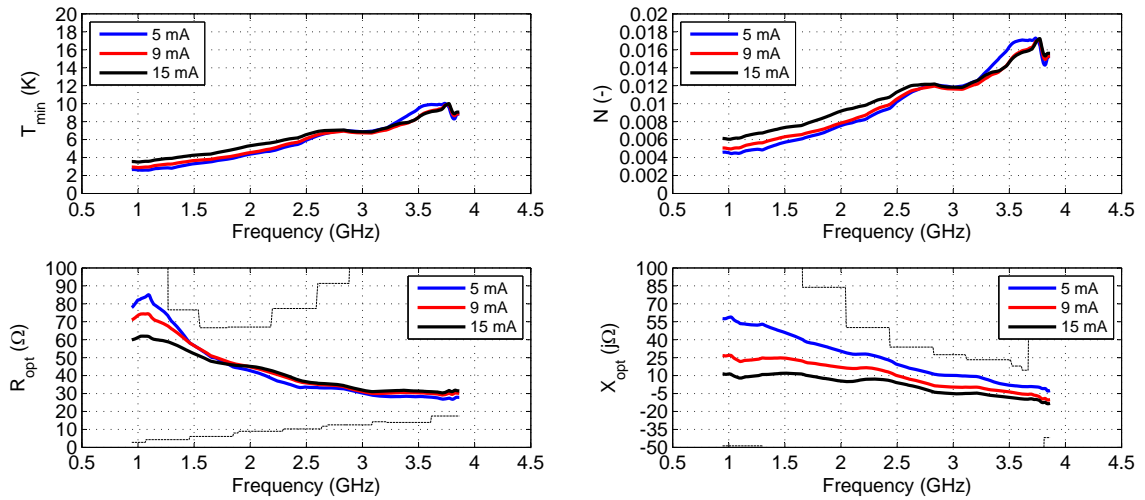 20
18
16
14
12
10
8
6
4
2
0
T_min (K)
5 mA
9 mA
15 mA
0.5 1 1.5 2 2.5 3 3.5 4 4.5
Frequency (GHz)
0.02
0.018
0.016
0.014
0.012
0.010
0.008
0.006
0.004
0.002
0.000
N (-)
5 mA
9 mA
15 mA
0.5 1 1.5 2 2.5 3 3.5 4 4.5
Frequency (GHz)
100
90
80
70
60
50
40
30
20
10
0
R_opt (Ω)
5 mA
9 mA
15 mA
0.5 1 1.5 2 2.5 3 3.5 4 4.5
Frequency (GHz)
100
85
70
55
40
25
10
-5
-20
-35
-50
X_opt (jΩ)
5 mA
9 mA
15 mA
0.5 1 1.5 2 2.5 3 3.5 4 4.5
Frequency (GHz)